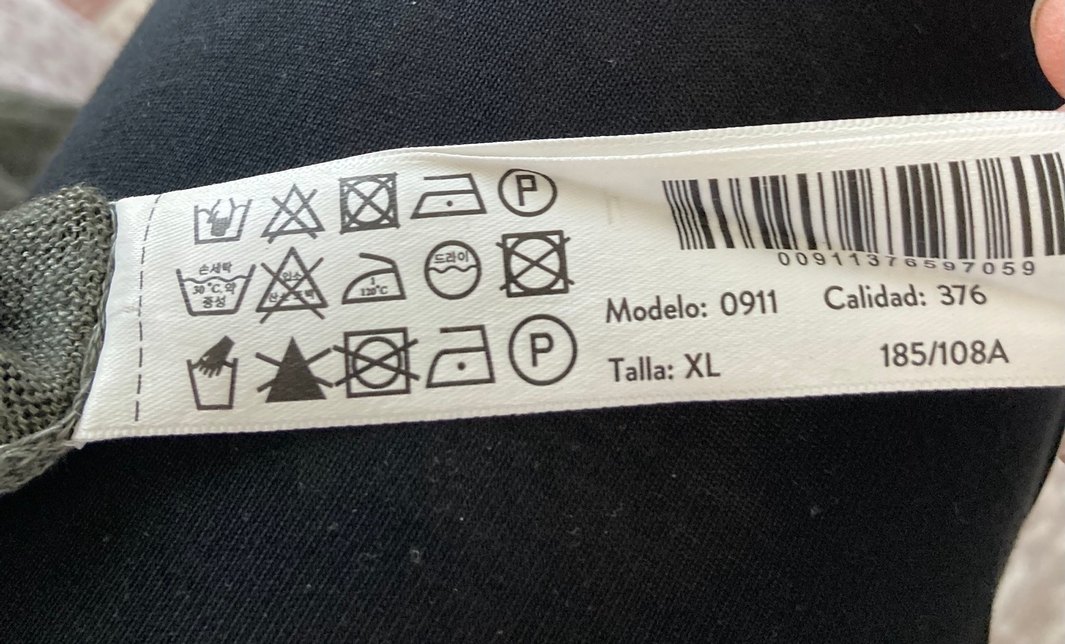 P
손세탁
30°C.약
중성
1
120°C
드라이
P
00911376597059
Modelo: 0911 Calidad: 376
Talla: XL 185/108A